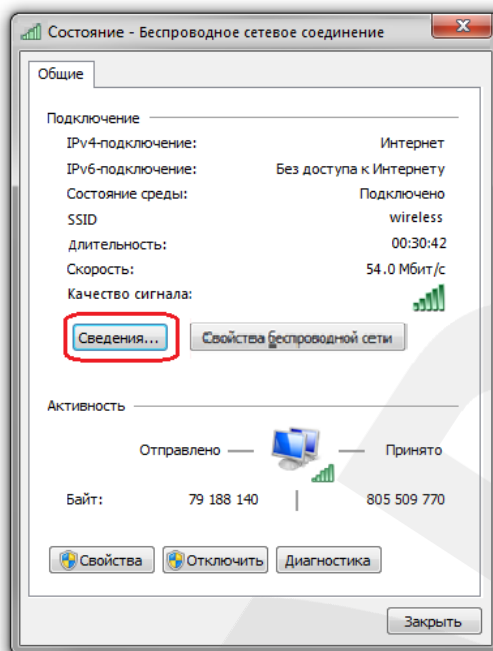 Состояние - Беспроводное сетевое соединение
Общие
Подключение
IPv4-подключение: Интернет
IPv6-подключение: Без доступа к Интернету
Состояние среды: Подключено
SSID wireless
Длительность: 00:30:42
Скорость: 54.0 Мбит/с
Качество сигнала:
Сведения... Свойства беспроводной сети
Активность
Отправлено Принято
Байт: 79 188 140 805 509 770
Свойства Отключить Диагностика
Закрыть